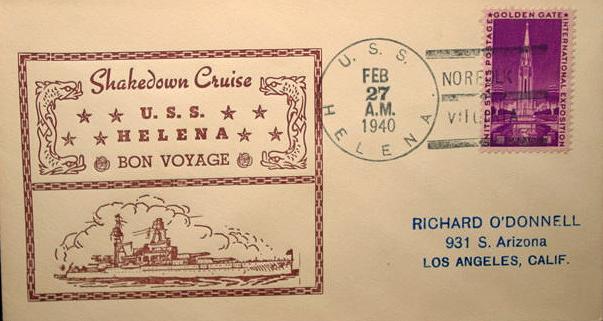 Shakedown Cruise
U.S.S.
HELENA
BON VOYAGE
U.S.S. HELENA.
FEB
27
A.M.
1940
NORFOLK
GOLDEN GATE
INTERNATIONAL EXPOSITION
UNITED STATES POSTAGE
RICHARD O'DONNELL
931 S. Arizona
LOS ANGELES, CALIF.